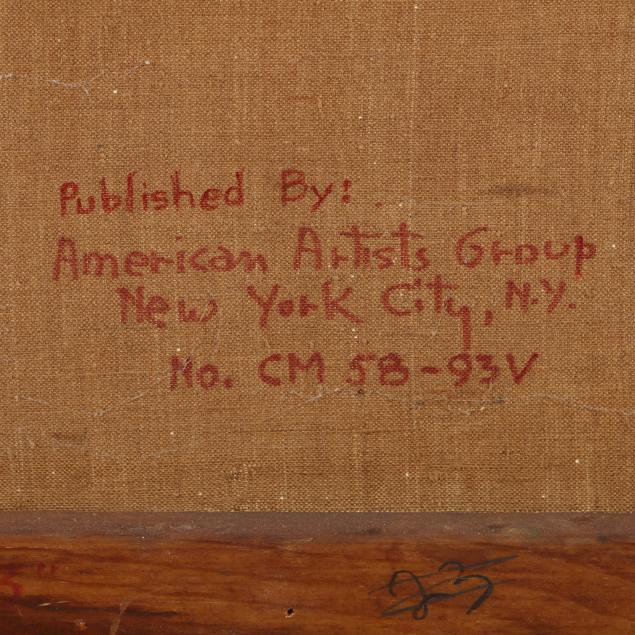 Published By:
American Artists Group
New York City, N.Y.
No. CM 58-93V